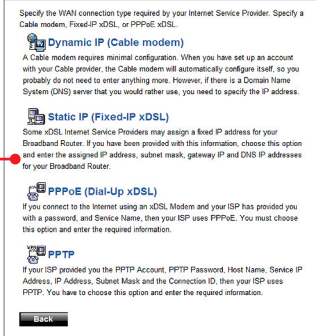 Specify the WAN connection type required by your Internet Service Provider. Specify a
Cable modem, Fixed-IP xDSL, or PPPoE xDSL.
Dynamic IP (Cable modem)
A Cable modem requires minimal configuration. When you have set up an account
with your Cable provider, the Cable modem will automatically configure itself, so you
probably do not need to enter anything more. However, if there is a Domain Name
System (DNS) server that you would rather use, you need to specify the IP address.
Static IP (Fixed-IP xDSL)
Some xDSL Internet Service Providers may assign a fixed IP address for your
Broadband Router. If you have been provided with this information, choose this option
and enter the assigned IP address, subnet mask, gateway IP and DNS IP addresses
for your Broadband Router.
PPPoE (Dial-Up xDSL)
If you connect to the Internet using an xDSL Modem and your ISP has provided you
with a password, and Service Name, then your ISP uses PPPoE. You must choose
this option and enter the required information.
PPTP
If your ISP provided you the PPTP Account, PPTP Password, Host Name, Service IP
Address, IP Address, Subnet Mask and the Connection ID, then your ISP uses
PPTP. You have to choose this option and enter the required information.
Back